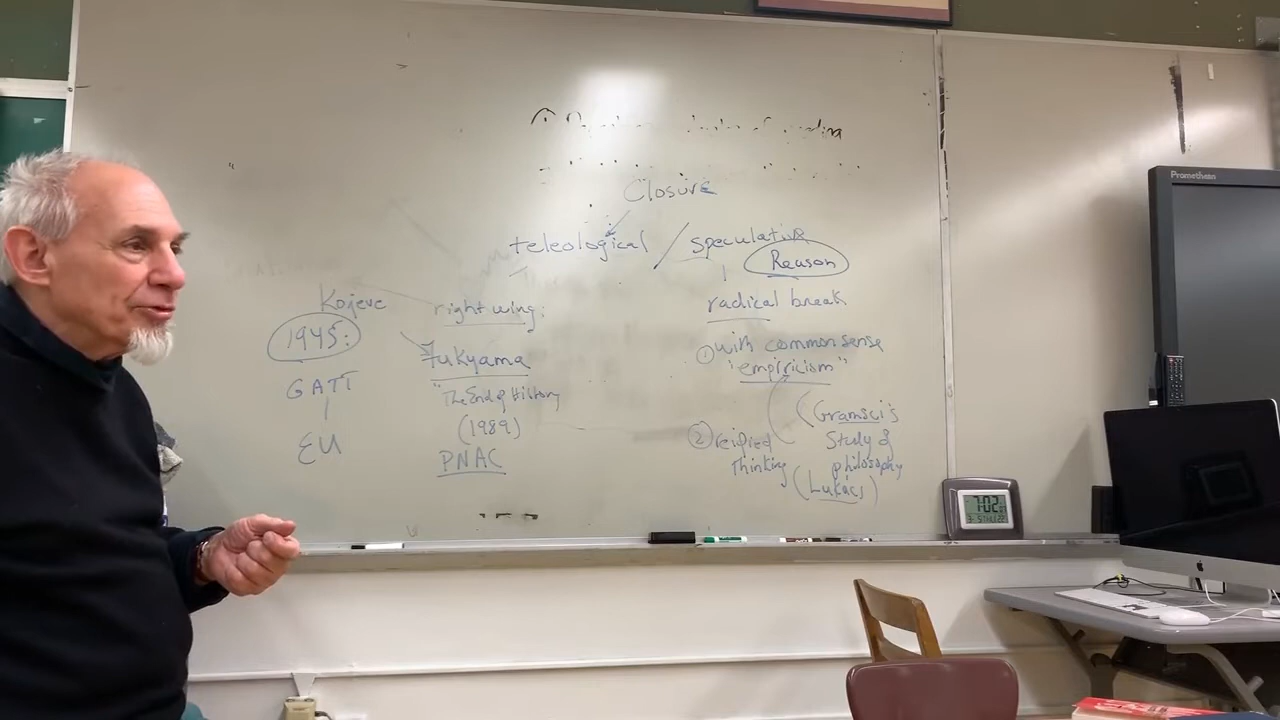 Closure
teleological / speculative
Reason
Kojeve
1945:
GATT
EU
right wing:
Fukyama
"The End of History
(1989)
PNAC
radical break
① with common sense
"empiricism"
② reified
thinking
(Gramsci's
Study of
philosophy
(Lukacs)
Promethean
7:02